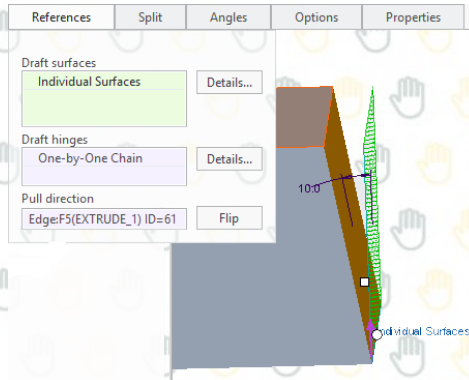 References Split Angles Options Properties
Draft surfaces
Individual Surfaces Details...
Draft hinges
One-by-One Chain Details...
Pull direction
Edge:F5(EXTRUDE_1) ID=61 Flip
10.0
ndividual Surfaces